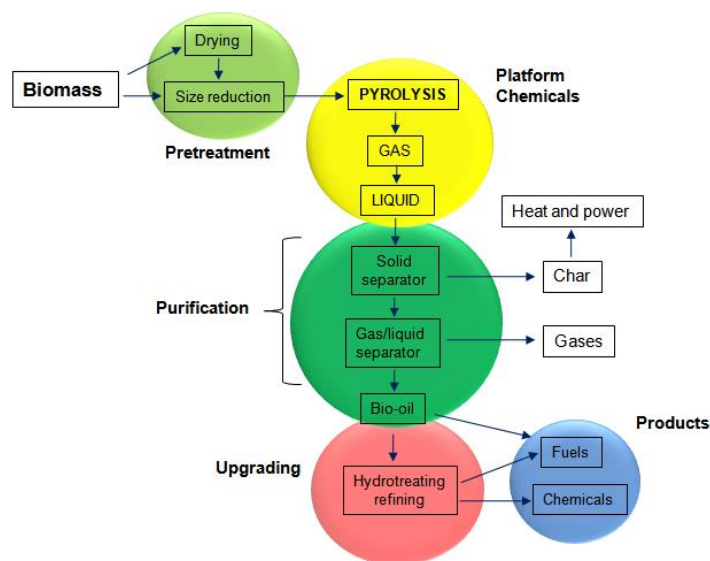 Drying
Biomass
Size reduction
Pretreatment
Platform
Chemicals
PYROLYSIS
GAS
LIQUID
Heat and power
Solid
separator
Char
Purification
Gas/liquid
separator
Gases
Bio-oil
Products
Upgrading
Fuels
Hydrotreating
refining
Chemicals